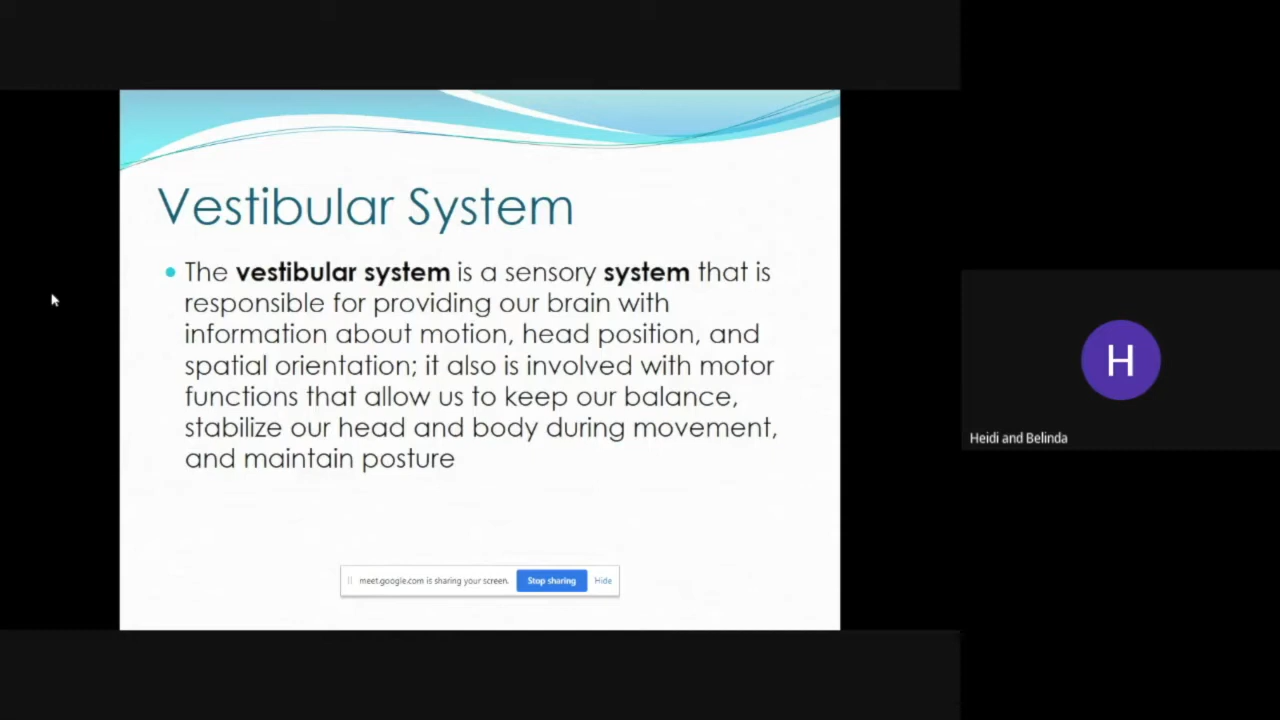 Vestibular System
The vestibular system is a sensory system that is
responsible for providing our brain with
information about motion, head position, and
spatial orientation; it also is involved with motor
functions that allow us to keep our balance,
stabilize our head and body during movement,
and maintain posture
meet.google.com is sharing your screen. Stop sharing Hide
H
Heidi and Belinda